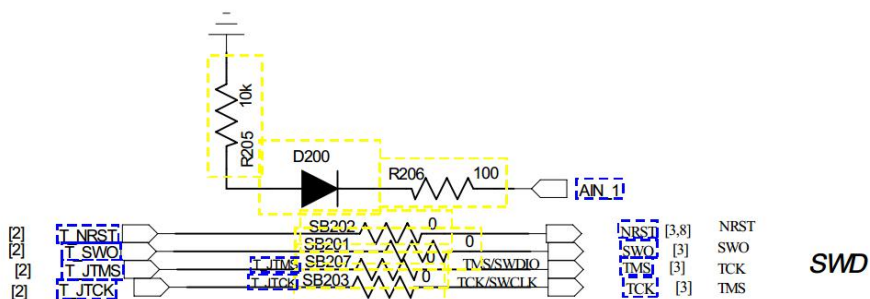 10k
R205
D200
R206
100
AIN_1
SB202
0
[2]
T_NRST
NRST
[3,8]
NRST
SB201
0
[2]
T_SWO
SWO
[3]
SWO
SB207
0
[2]
T_JTMS
T_JTMS
TMS/SWDIO
TMS
[3]
TCK
SWD
SB203
0
[2]
T_JTCK
T_JTCK
TCK/SWCLK
TCK
[3]
TMS